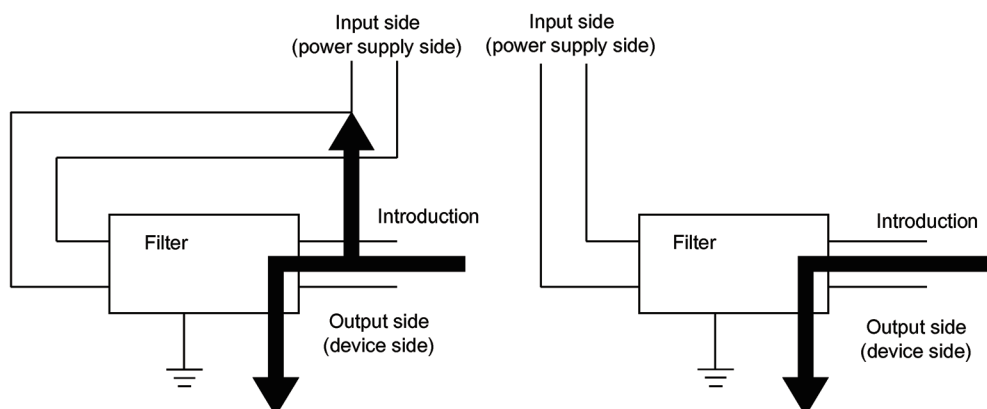 Input side
(power supply side)
Introduction
Filter
Output side
(device side)
Input side
(power supply side)
Introduction
Filter
Output side
(device side)